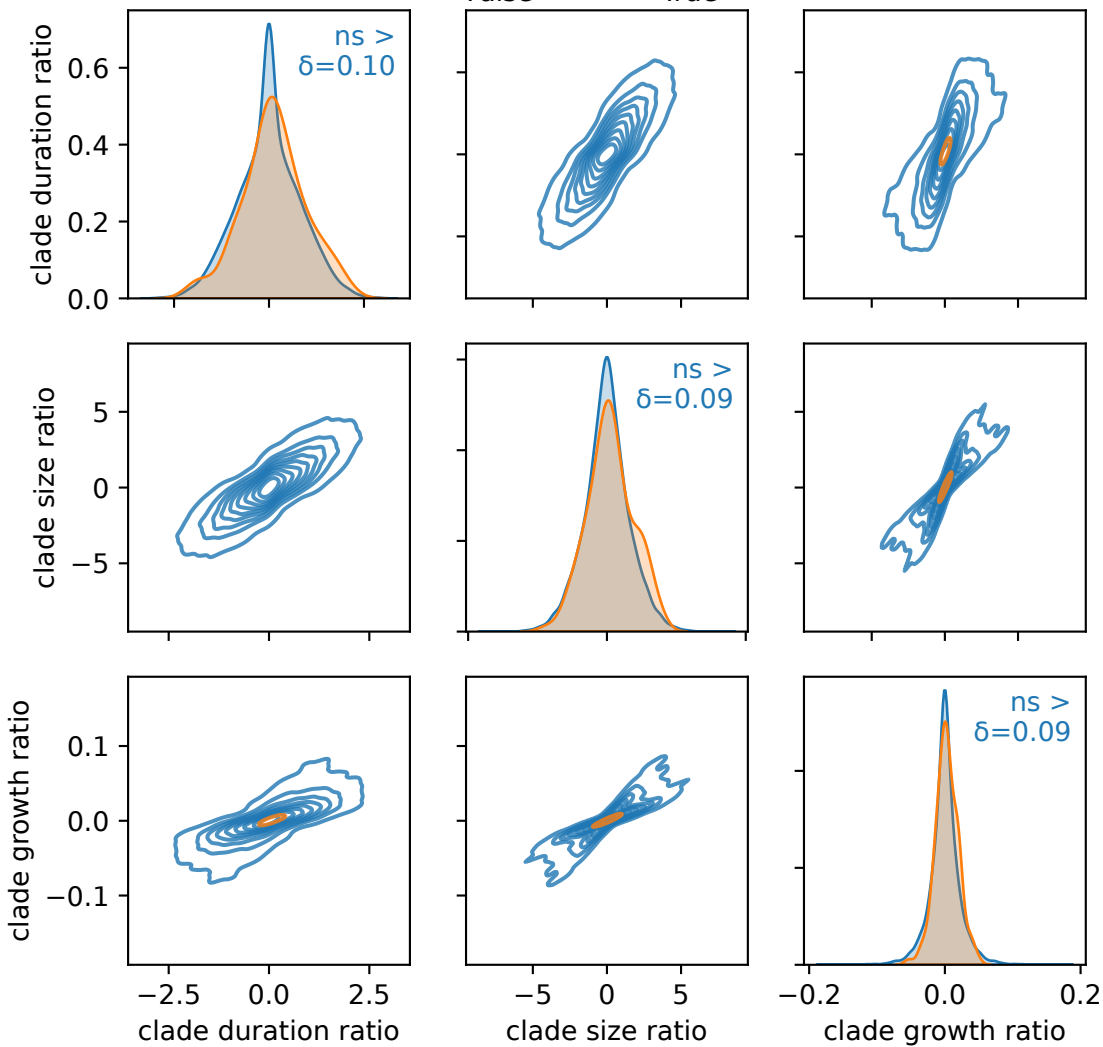 clade duration ratio
0.6
0.4
0.2
0.0
ns >
δ=0.10
clade size ratio
5
0
−5
ns >
δ=0.09
clade growth ratio
0.1
0.0
−0.1
ns >
δ=0.09
−2.5 0.0 2.5
−5 0 5
−0.2 0.0 0.2
clade duration ratio
clade size ratio
clade growth ratio